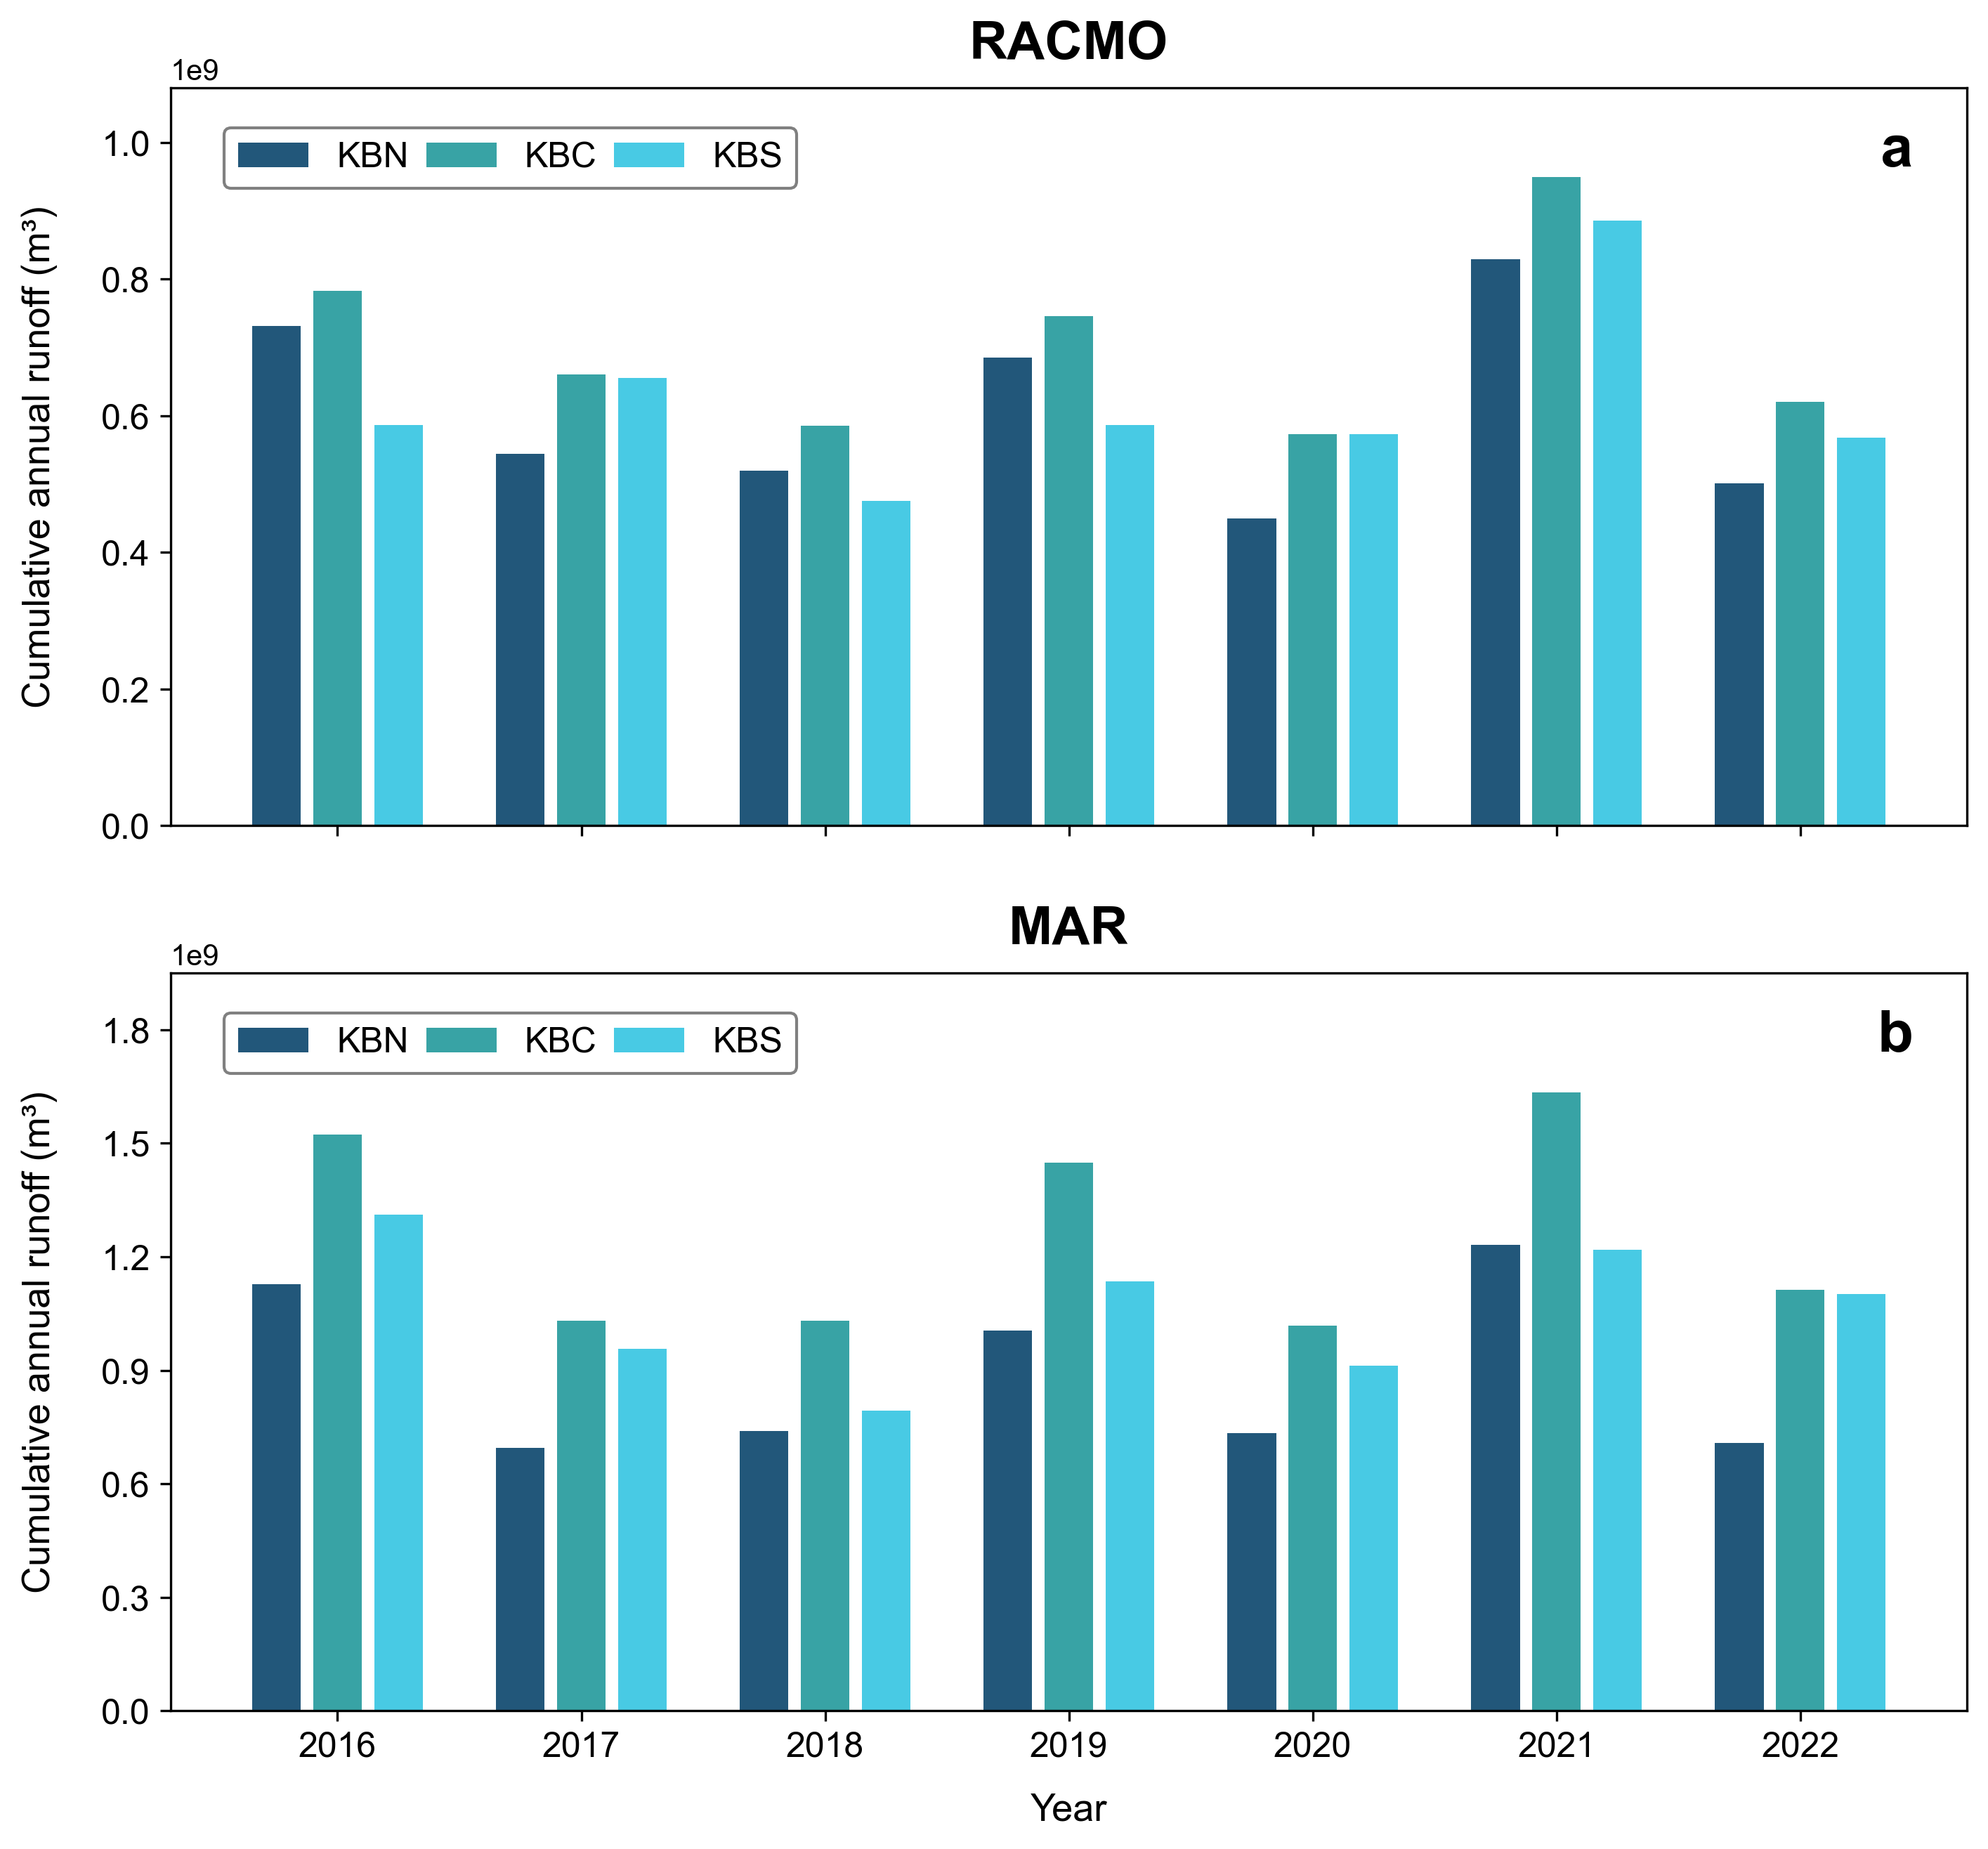 RACMO
1e9
a
KBN KBC KBS
1.0
0.8
0.6
0.4
0.2
0.0
Cumulative annual runoff (m³)
MAR
1e9
b
KBN KBC KBS
1.8
1.5
1.2
0.9
0.6
0.3
0.0
Cumulative annual runoff (m³)
2016 2017 2018 2019 2020 2021 2022
Year